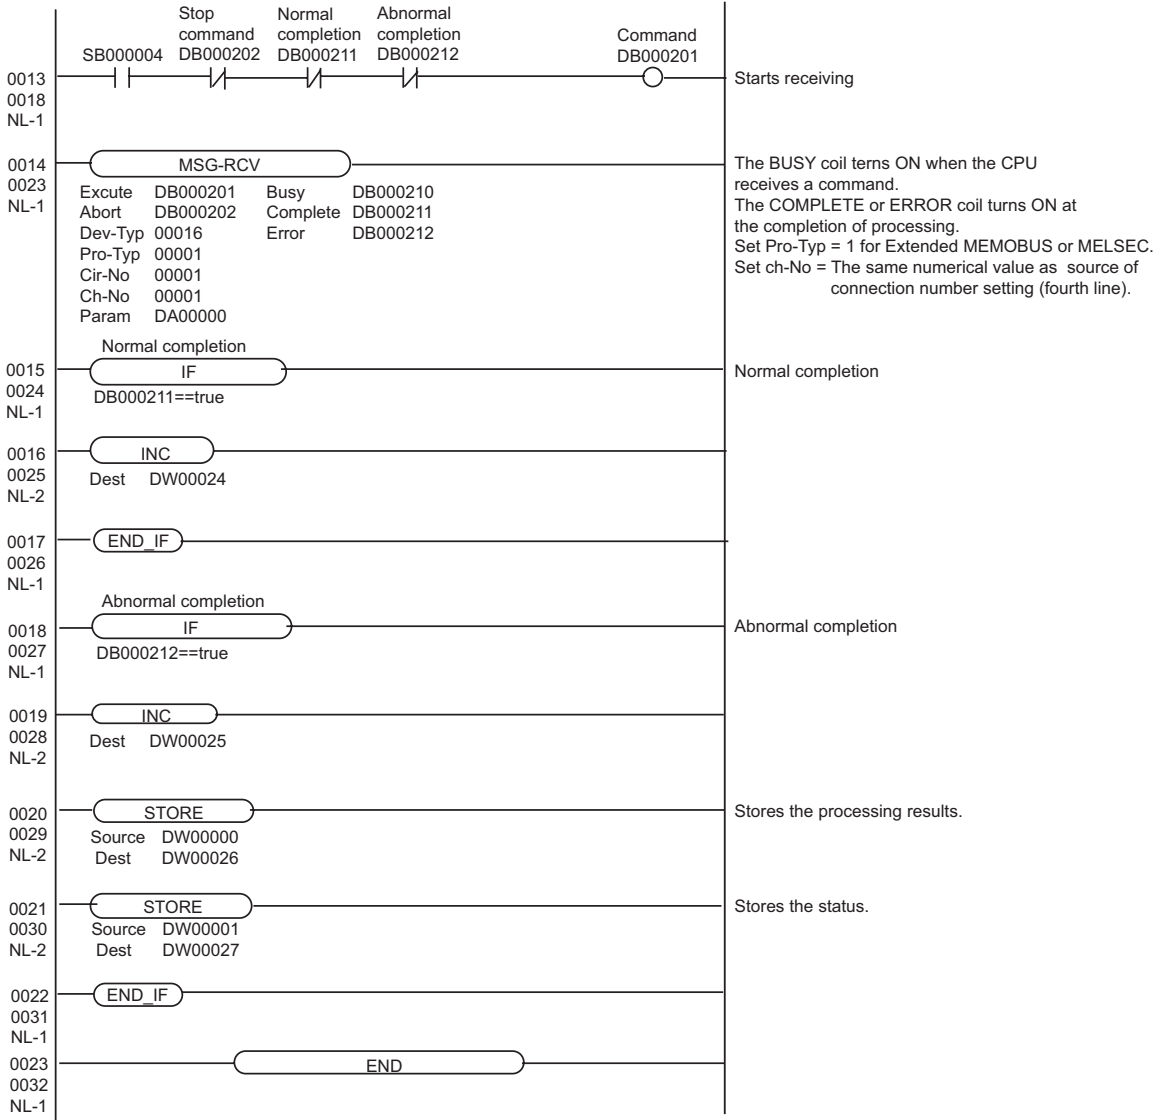 Stop Normal Abnormal
command completion completion Command
SB000004 DB000202 DB000211 DB000212 DB000201
0013 Starts receiving
0018
NL-1
0014 MSG-RCV The BUSY coil terns ON when the CPU
0023 receives a command.
NL-1 Excute DB000201 Busy DB000210
Abort DB000202 Complete DB000211 The COMPLETE or ERROR coil turns ON at
Dev-Typ 00016 Error DB000212 the completion of processing.
Pro-Typ 00001 Set Pro-Typ = 1 for Extended MEMOBUS or MELSEC.
Cir-No 00001 Set ch-No = The same numerical value as source of
Ch-No 00001 connection number setting (fourth line).
Param DA00000
Normal completion
0015 IF Normal completion
0024 DB000211==true
NL-1
0016 INC
0025 Dest DW00024
NL-2
0017 END_IF
0026
NL-1
Abnormal completion
0018 IF Abnormal completion
0027 DB000212==true
NL-1
0019 INC
0028 Dest DW00025
NL-2
0020 STORE Stores the processing results.
0029 Source DW00000
NL-2 Dest DW00026
0021 STORE Stores the status.
0030 Source DW00001
NL-2 Dest DW00027
0022 END_IF
0031
NL-1
0023 END
0032
NL-1